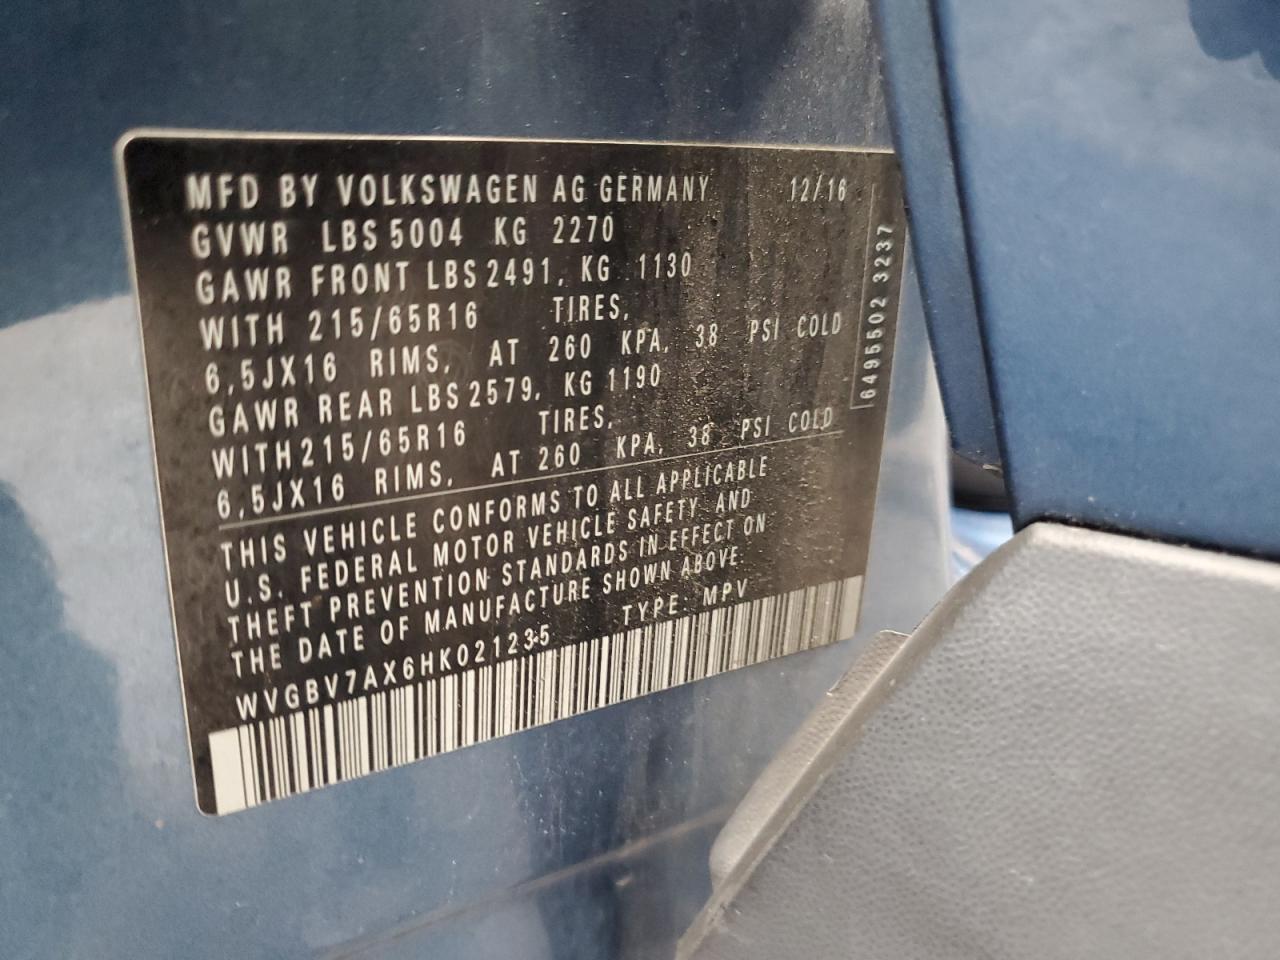 MFD BY VOLKSWAGEN AG GERMANY 12/16
GVWR LBS 5004 KG 2270
GAWR FRONT LBS 2491, KG 1130
WITH 215/65R16 TIRES,
6,5JX16 RIMS, AT 260 KPA, 38 PSI COLD
GAWR REAR LBS 2579, KG 1190
WITH 215/65R16 TIRES,
6,5JX16 RIMS, AT 260 KPA, 38 PSI COLD
THIS VEHICLE CONFORMS TO ALL APPLICABLE
U.S. FEDERAL MOTOR VEHICLE SAFETY AND
THEFT PREVENTION STANDARDS IN EFFECT ON
THE DATE OF MANUFACTURE SHOWN ABOVE.
WVGBV7AX6HK021235 TYPE: MPV
6495502 3237